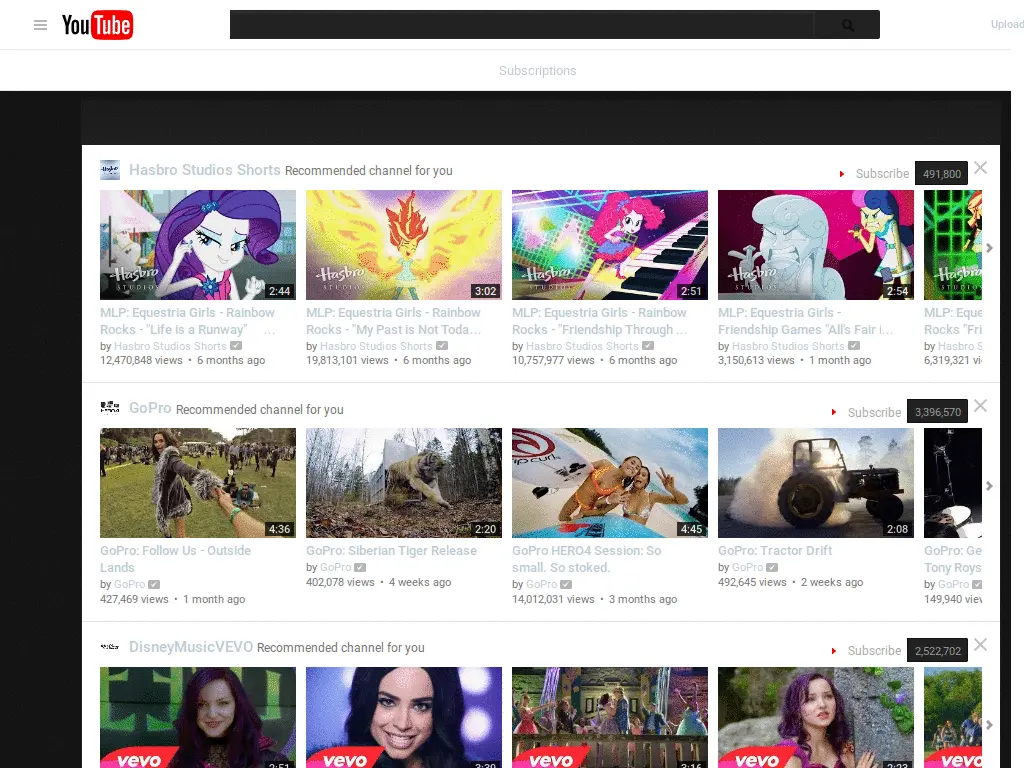 YouTube
Upload
Subscriptions
Hasbro Studios Shorts Recommended channel for you
Subscribe 491,800
Hasbro STUDIOS 2:44
Hasbro STUDIOS 3:02
Hasbro STUDIOS 2:51
Hasbro STUDIOS 2:54
Hasbro STUDIOS
MLP: Equestria Girls - Rainbow
Rocks - "Life is a Runway" ...
by Hasbro Studios Shorts
12,470,848 views • 6 months ago
MLP: Equestria Girls - Rainbow
Rocks - "My Past is Not Toda...
by Hasbro Studios Shorts
19,813,101 views • 6 months ago
MLP: Equestria Girls - Rainbow
Rocks - "Friendship Through ...
by Hasbro Studios Shorts
10,757,977 views • 6 months ago
MLP: Equestria Girls -
Friendship Games "All's Fair i...
by Hasbro Studios Shorts
3,150,613 views • 1 month ago
MLP: Eque
Rocks "Fri
by Hasbro S
6,319,321 vi
GoPro Recommended channel for you
Subscribe 3,396,570
4:36
2:20
rip curl
4:45
2:08
GoPro: Follow Us - Outside
Lands
by GoPro
427,469 views • 1 month ago
GoPro: Siberian Tiger Release
by GoPro
402,078 views • 4 weeks ago
GoPro HERO4 Session: So
small. So stoked.
by GoPro
14,012,031 views • 3 months ago
GoPro: Tractor Drift
by GoPro
492,645 views • 2 weeks ago
GoPro: Ge
Tony Roys
by GoPro
149,940 view
DisneyMusicVEVO Recommended channel for you
Subscribe 2,522,702
vevo 2:51
vevo 3:39
vevo 3:16
vevo 2:23
vevo